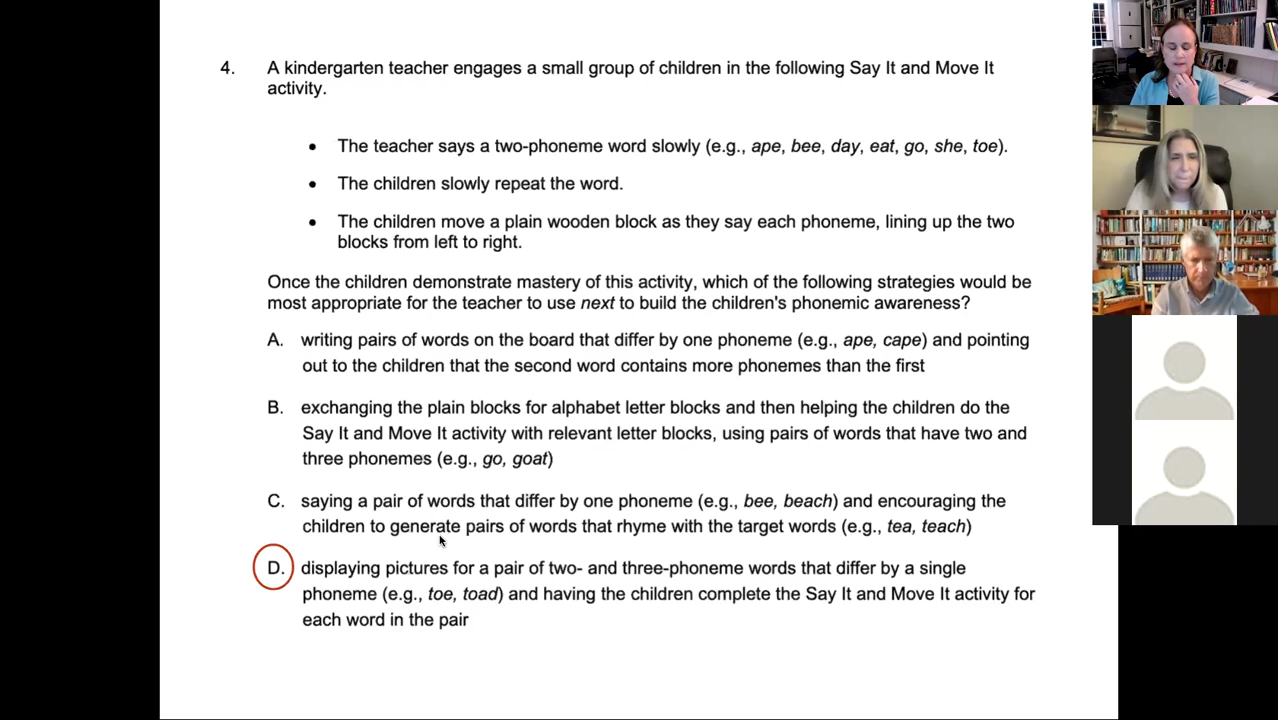 4. A kindergarten teacher engages a small group of children in the following Say It and Move It
activity.
• The teacher says a two-phoneme word slowly (e.g., ape, bee, day, eat, go, she, toe).
• The children slowly repeat the word.
• The children move a plain wooden block as they say each phoneme, lining up the two
blocks from left to right.
Once the children demonstrate mastery of this activity, which of the following strategies would be
most appropriate for the teacher to use next to build the children's phonemic awareness?
A. writing pairs of words on the board that differ by one phoneme (e.g., ape, cape) and pointing
out to the children that the second word contains more phonemes than the first
B. exchanging the plain blocks for alphabet letter blocks and then helping the children do the
Say It and Move It activity with relevant letter blocks, using pairs of words that have two and
three phonemes (e.g., go, goat)
C. saying a pair of words that differ by one phoneme (e.g., bee, beach) and encouraging the
children to generate pairs of words that rhyme with the target words (e.g., tea, teach)
D. displaying pictures for a pair of two- and three-phoneme words that differ by a single
phoneme (e.g., toe, toad) and having the children complete the Say It and Move It activity for
each word in the pair